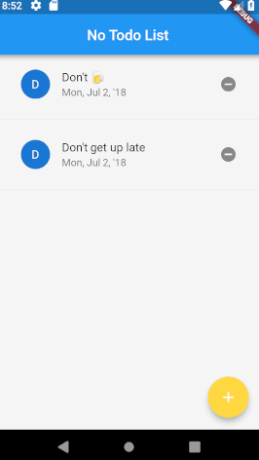 8:52
DEBUG
No Todo List
D
Don't 🍺
Mon, Jul 2, '18
D
Don't get up late
Mon, Jul 2, '18